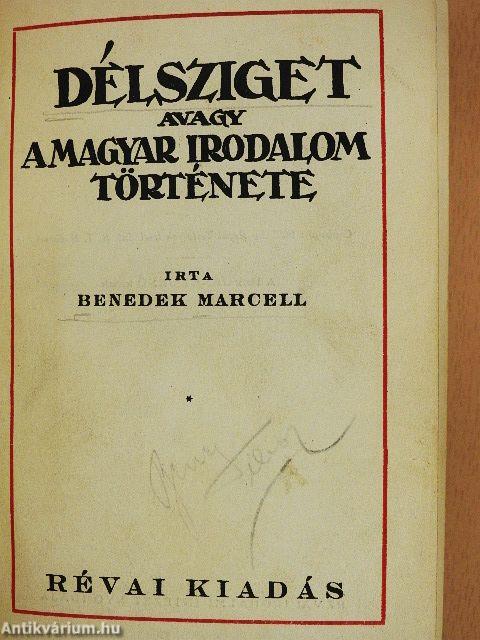 DÉLSZIGET
AVAGY
A MAGYAR IRODALOM
TÖRTÉNETE
IRTA
BENEDEK MARCELL
*
RÉVAI KIADÁS
Antikvárium.hu